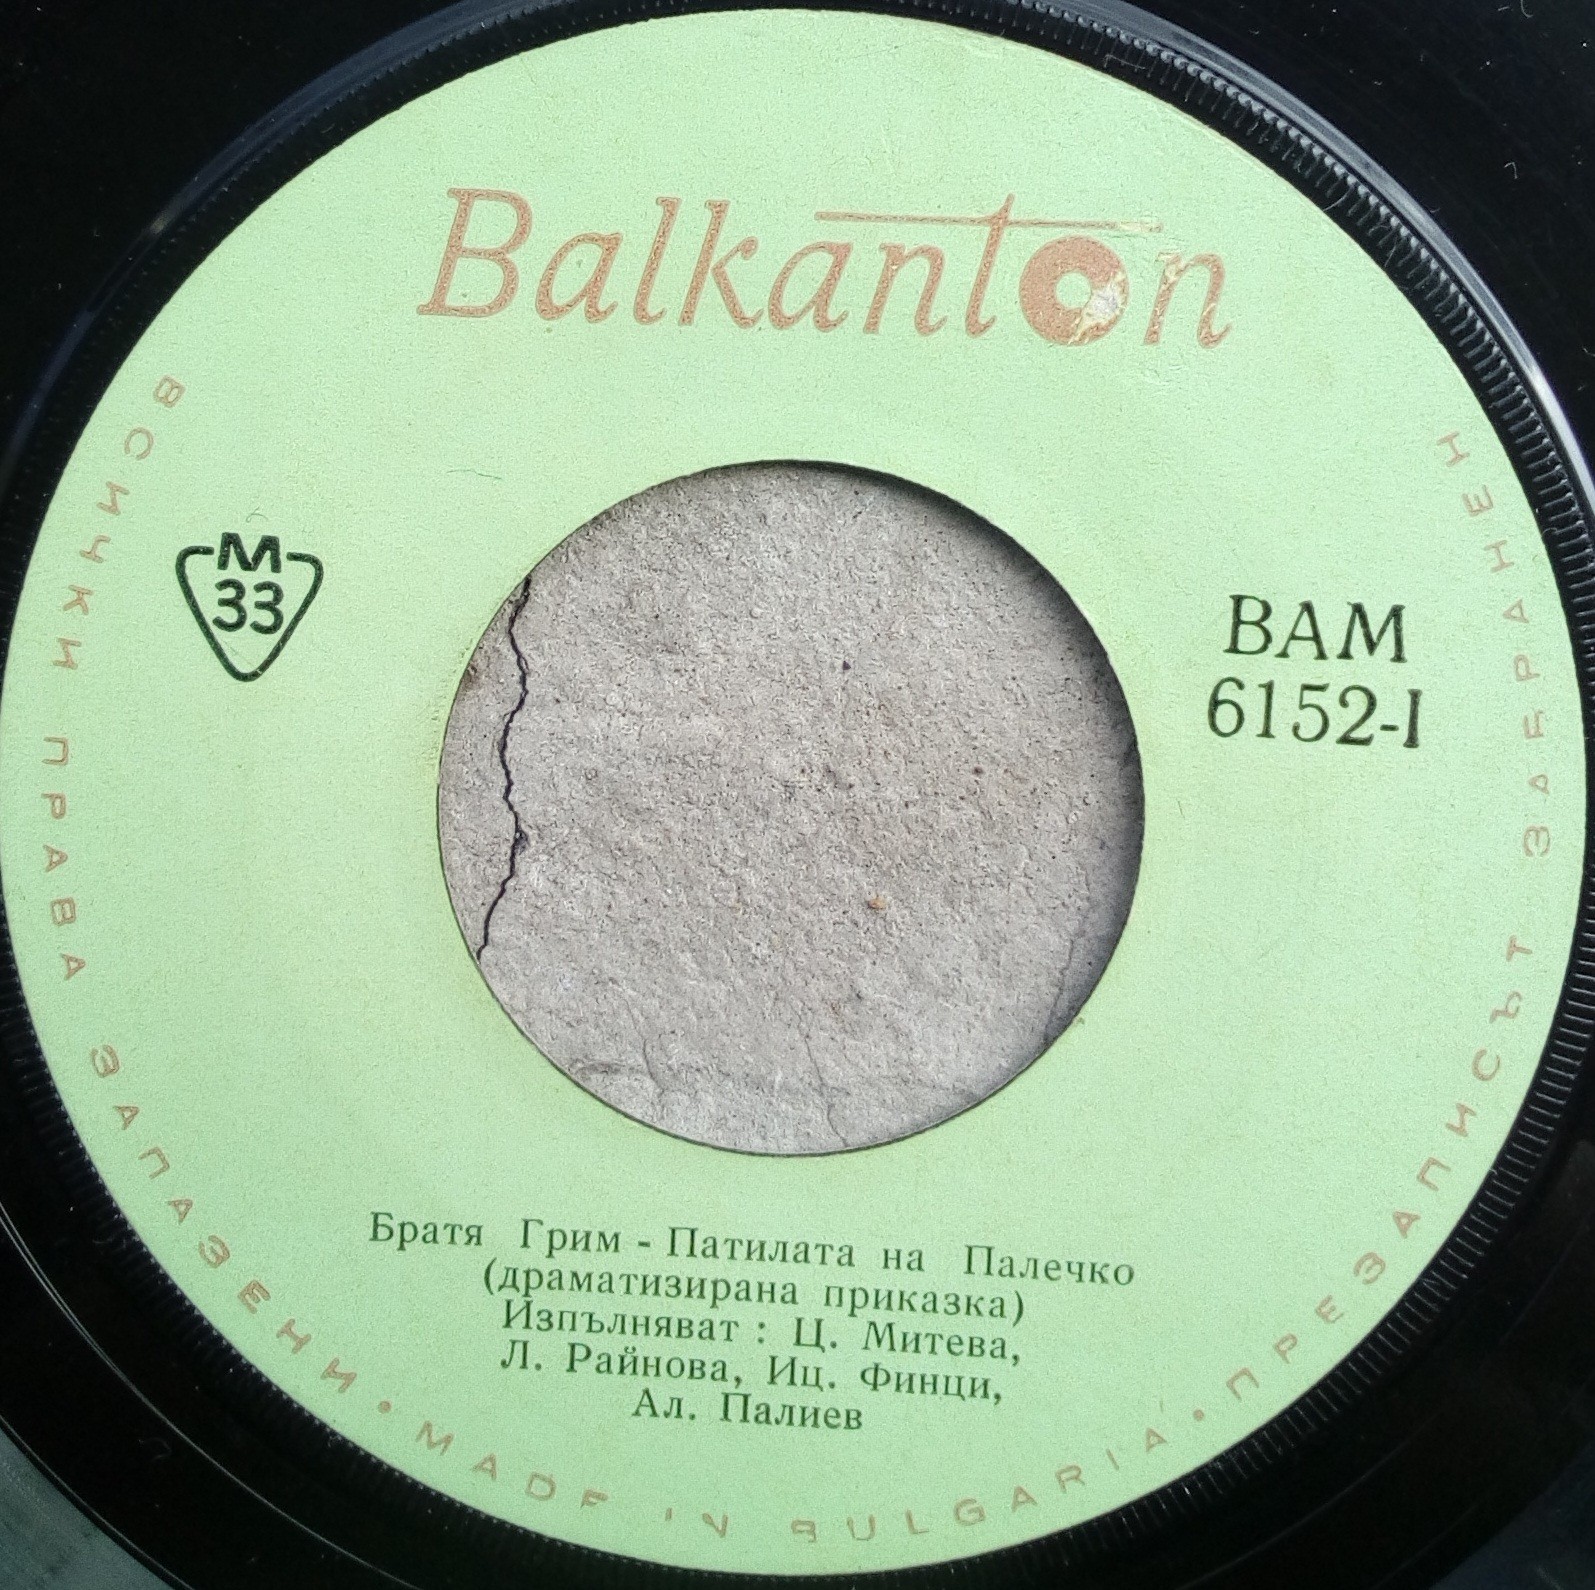 Balkanton
М
33
ВАМ
6152-I
Братя Грим - Патилата на Палечко
(драматизирана приказка)
Изпълняват : Ц. Митева,
Л. Райнова, Иц. Финци,
Ал. Палиев
ВСИЧКИ ПРАВА ЗАПАЗЕНИ • MADE IN BULGARIA • ПРЕЗАПИСЪТ ЗАБРАНЕН